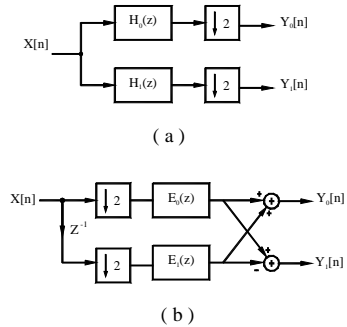 H₀(z) 2 Y₀[n]
X[n]
H₁(z) 2 Y₁[n]
( a )
X[n] 2 E₀(z) + + Y₀[n]
Z⁻¹
+
2 E₁(z) - + Y₁[n]
( b )